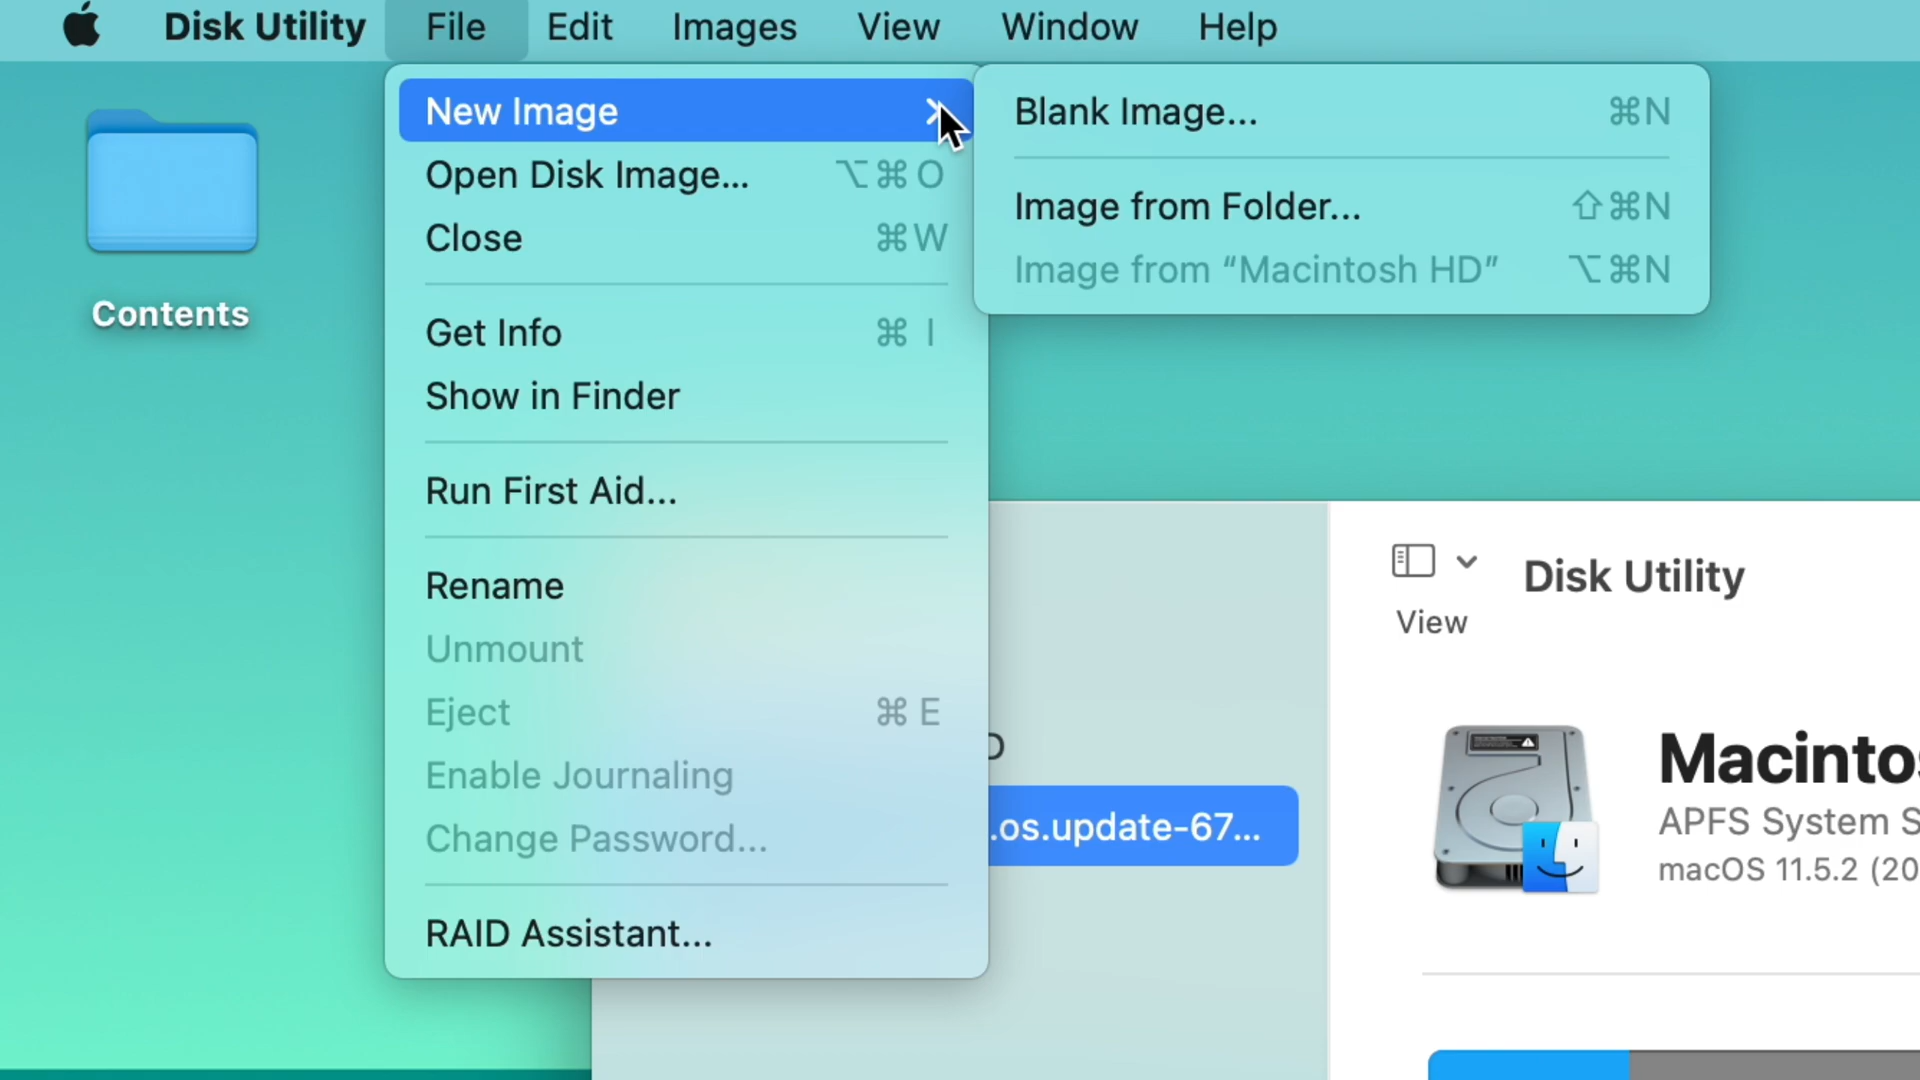 Disk Utility File Edit Images View Window Help
Contents
New Image
Open Disk Image... ⌥⌘O
Close ⌘W
Get Info ⌘I
Show in Finder
Run First Aid...
Rename
Unmount
Eject ⌘E
Enable Journaling
Change Password...
RAID Assistant...
Blank Image... ⌘N
Image from Folder... ⇧⌘N
Image from “Macintosh HD” ⌥⌘N
D
.os.update-67...
View
Disk Utility
Macinto
APFS System S
macOS 11.5.2 (20